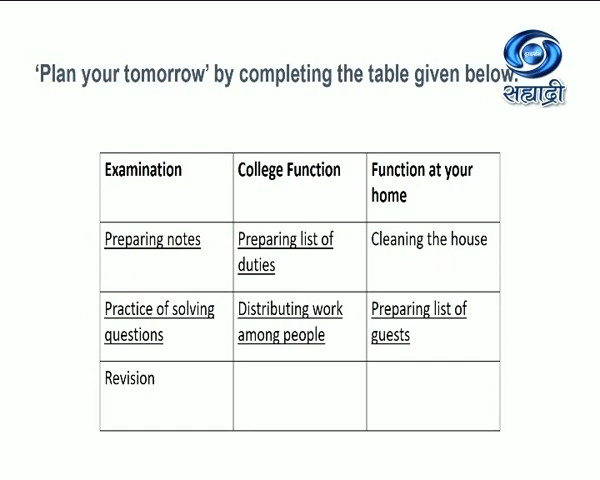 ‘Plan your tomorrow’ by completing the table given below.
सह्याद्री
Examination
College Function
Function at your
home
Preparing notes
Preparing list of
duties
Cleaning the house
Practice of solving
questions
Distributing work
among people
Preparing list of
guests
Revision